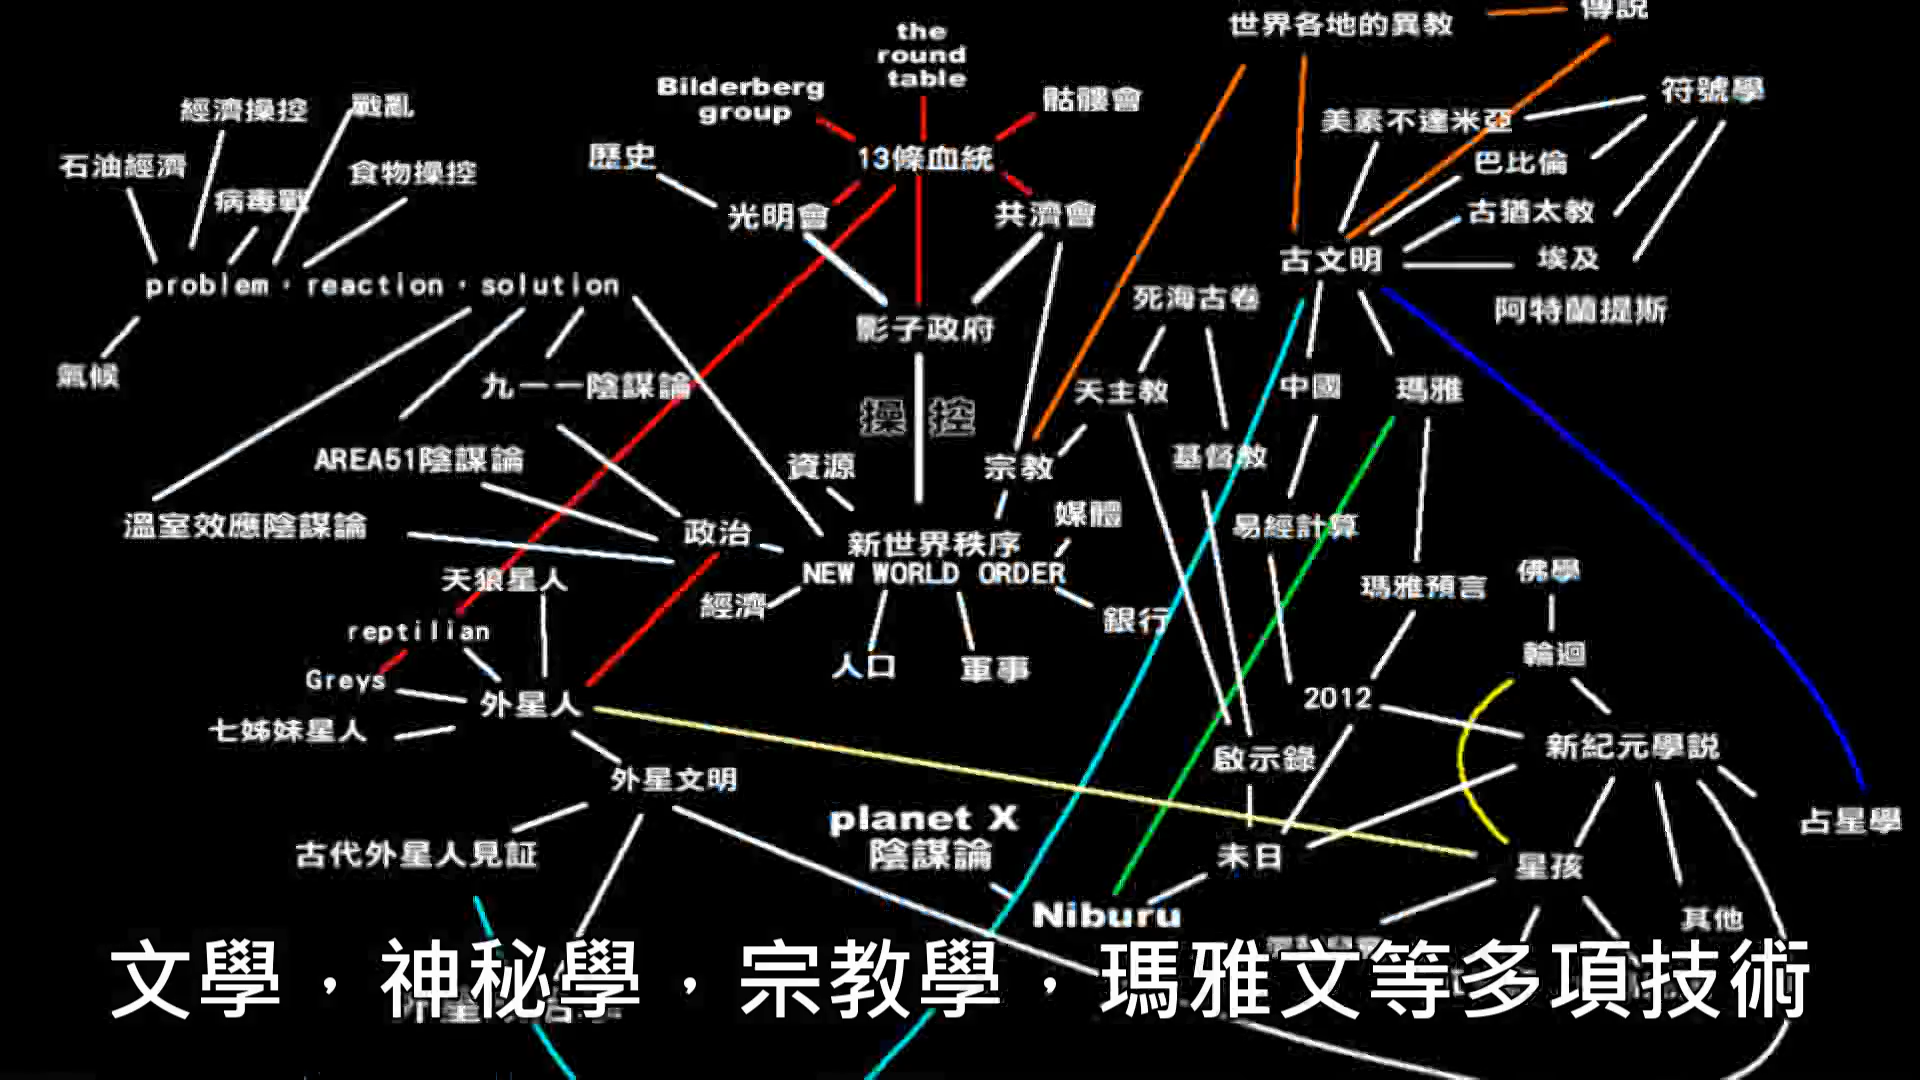 傳説
世界各地的異教
the
round
table
Bilderberg
group
骷髏會
符號學
經濟操控
戰亂
美索不達米亞
歷史
13條血統
巴比倫
石油經濟
食物操控
病毒戰
光明會
共濟會
古猶太教
古文明
埃及
problem・reaction・solution
死海古卷
阿特蘭提斯
影子政府
氣候
九一一陰謀論
天主教
中國
瑪雅
操控
AREA51陰謀論
資源
宗教
基督教
媒體
溫室效應陰謀論
政治
易經計算
新世界秩序
NEW WORLD ORDER
天狼星人
瑪雅預言
佛學
經濟
銀行
reptilian
人口
軍事
輪迴
Greys
外星人
2012
七姊妹星人
新紀元學説
啟示錄
外星文明
planet X
陰謀論
占星學
古代外星人見証
末日
星孩
Niburu
其他
文學，神秘學，宗教學，瑪雅文等多項技術